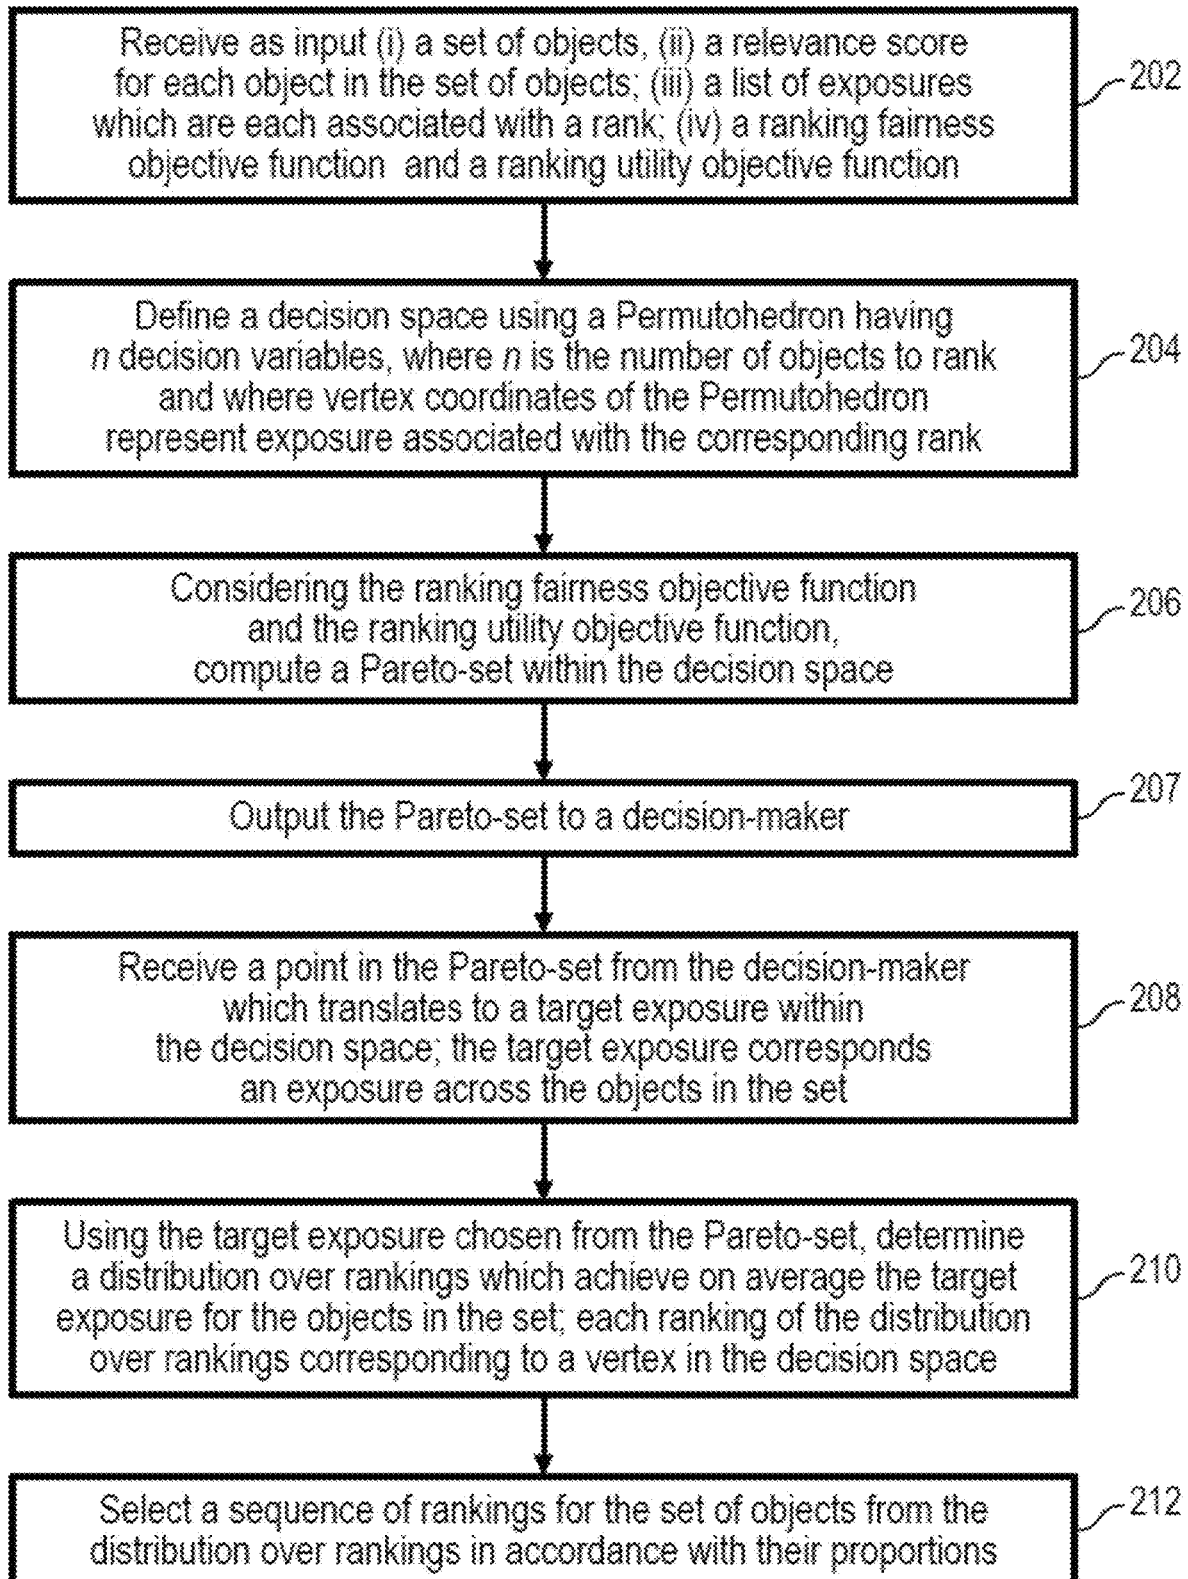 Receive as input (i) a set of objects, (ii) a relevance score
for each object in the set of objects; (iii) a list of exposures
which are each associated with a rank; (iv) a ranking fairness
objective function and a ranking utility objective function
202
Define a decision space using a Permutohedron having
n decision variables, where n is the number of objects to rank
and where vertex coordinates of the Permutohedron
represent exposure associated with the corresponding rank
204
Considering the ranking fairness objective function
and the ranking utility objective function,
compute a Pareto-set within the decision space
206
Output the Pareto-set to a decision-maker
207
Receive a point in the Pareto-set from the decision-maker
which translates to a target exposure within
the decision space; the target exposure corresponds
an exposure across the objects in the set
208
Using the target exposure chosen from the Pareto-set, determine
a distribution over rankings which achieve on average the target
exposure for the objects in the set; each ranking of the distribution
over rankings corresponding to a vertex in the decision space
210
Select a sequence of rankings for the set of objects from the
distribution over rankings in accordance with their proportions
212